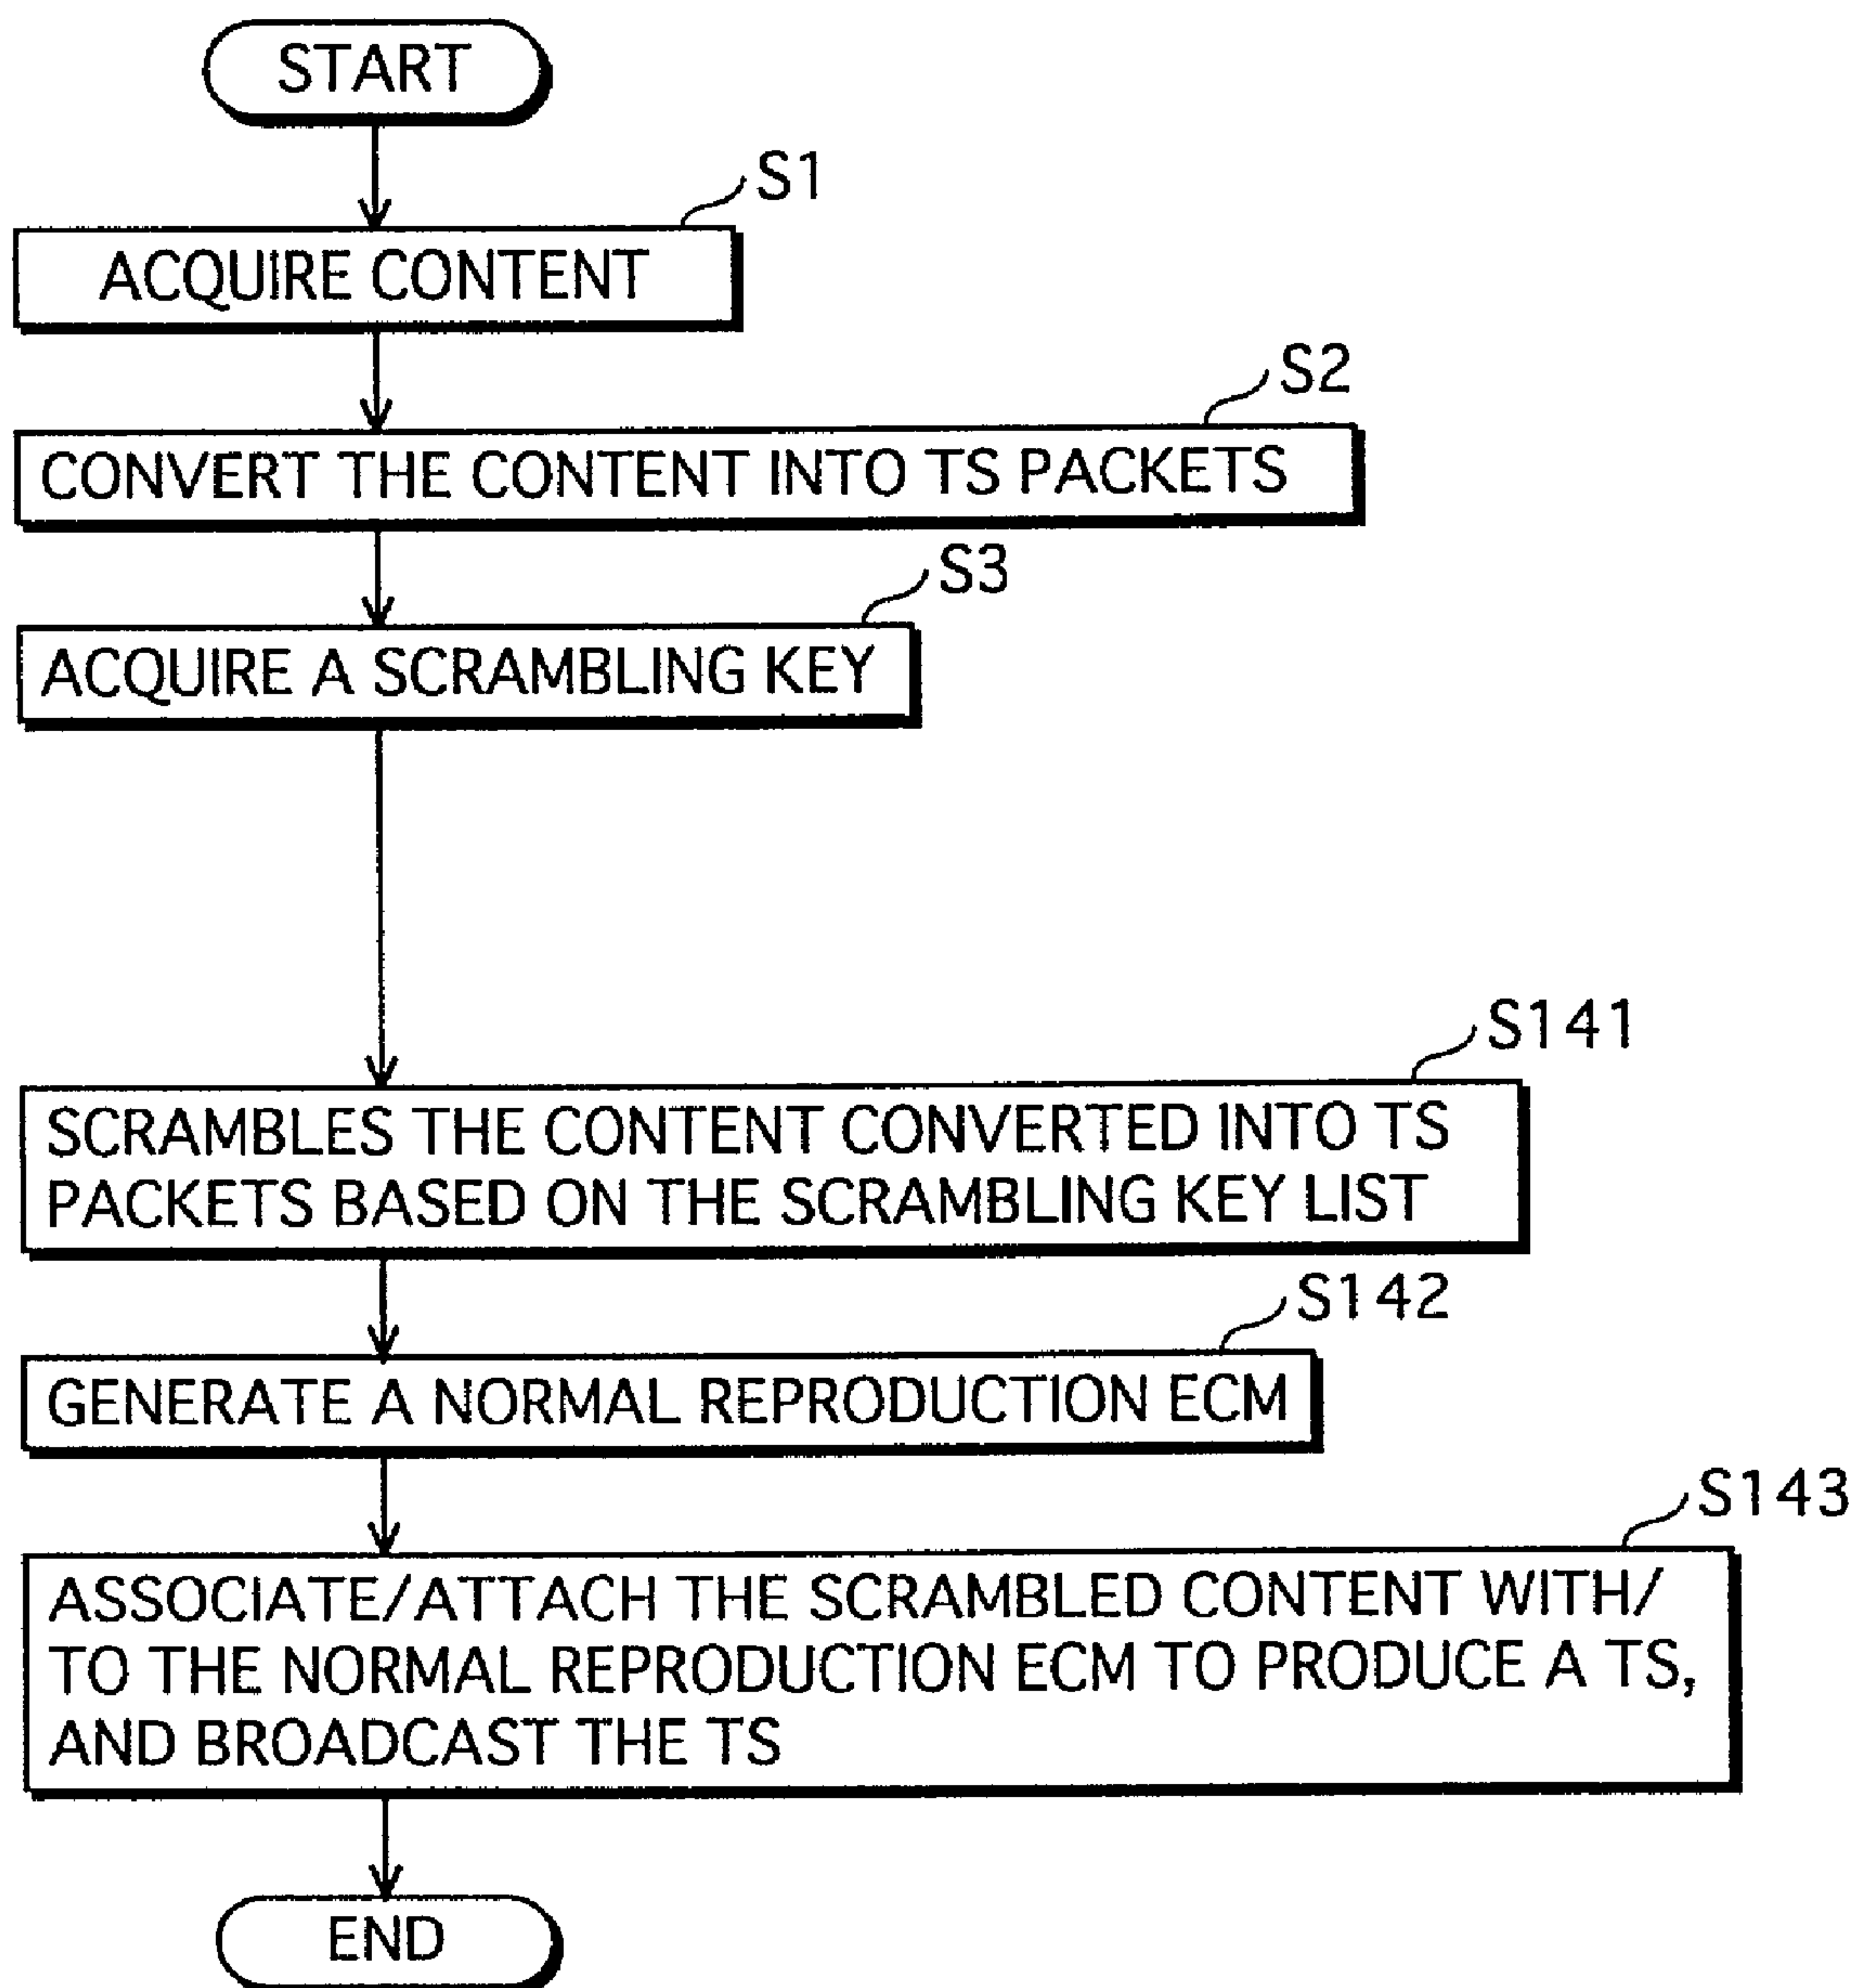 START
S1
ACQUIRE CONTENT
S2
CONVERT THE CONTENT INTO TS PACKETS
S3
ACQUIRE A SCRAMBLING KEY
S141
SCRAMBLES THE CONTENT CONVERTED INTO TS
PACKETS BASED ON THE SCRAMBLING KEY LIST
S142
GENERATE A NORMAL REPRODUCTION ECM
S143
ASSOCIATE/ATTACH THE SCRAMBLED CONTENT WITH/
TO THE NORMAL REPRODUCTION ECM TO PRODUCE A TS,
AND BROADCAST THE TS
END